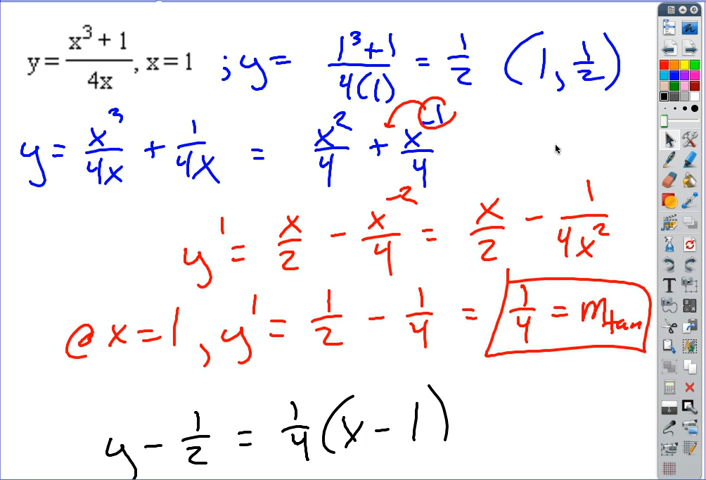 y = (x³ + 1)/(4x), x = 1 ; y = (1³+1)/(4(1)) = 1/2 (1, 1/2)
y = x³/4x + 1/4x = x²/4 + x⁻¹/4
y' = x/2 - x⁻²/4 = x/2 - 1/4x²
@ x = 1, y' = 1/2 - 1/4 = 1/4 = m_tan
y - 1/2 = 1/4(x - 1)